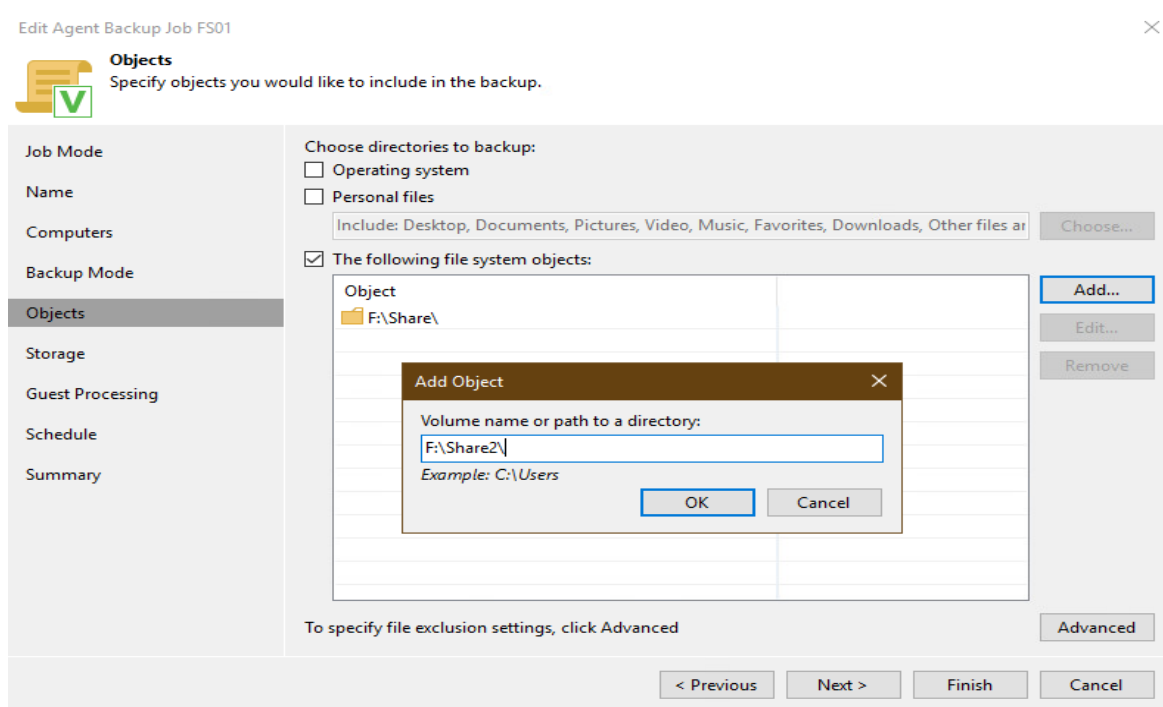 Edit Agent Backup Job FS01
Objects
Specify objects you would like to include in the backup.
V
Job Mode
Name
Computers
Backup Mode
Objects
Storage
Guest Processing
Schedule
Summary
Choose directories to backup:
Operating system
Personal files
Include: Desktop, Documents, Pictures, Video, Music, Favorites, Downloads, Other files ar
Choose...
The following file system objects:
Object
F:\Share\
Add...
Edit...
Remove
Add Object
Volume name or path to a directory:
F:\Share2\
Example: C:\Users
OK Cancel
To specify file exclusion settings, click Advanced
Advanced
< Previous Next > Finish Cancel